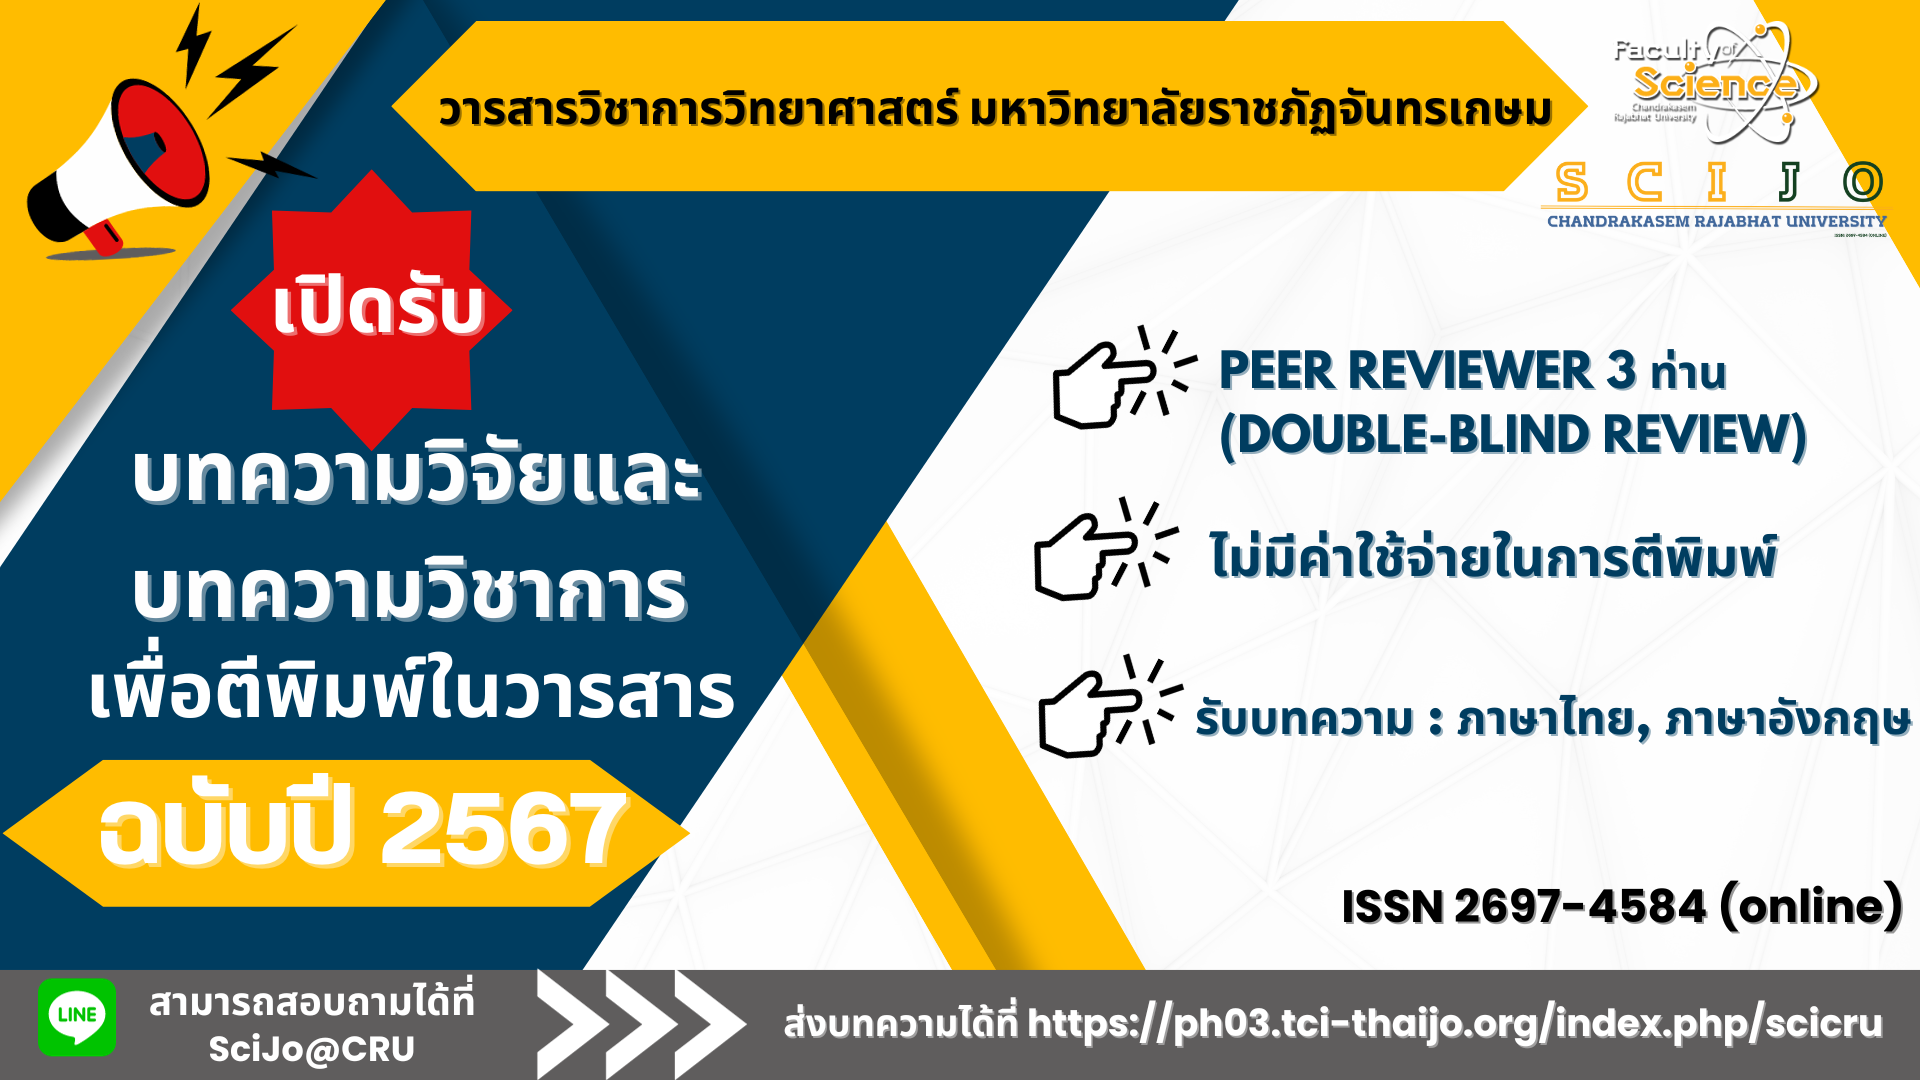 วารสารวิชาการวิทยาศาสตร์ มหาวิทยาลัยราชภัฏจันทรเกษม
Faculty of
Science
Chandrakasem
Rajabhat University
SCIJO
CHANDRAKASEM RAJABHAT UNIVERSITY
ISSN 2697-4584 (ONLINE)
เปิดรับ
บทความวิจัยและ
บทความวิชาการ
เพื่อตีพิมพ์ในวารสาร
ฉบับปี 2567
PEER REVIEWER 3 ท่าน
(DOUBLE-BLIND REVIEW)
ไม่มีค่าใช้จ่ายในการตีพิมพ์
รับบทความ : ภาษาไทย, ภาษาอังกฤษ
ISSN 2697-4584 (online)
LINE
สามารถสอบถามได้ที่
SciJo@CRU
ส่งบทความได้ที่ https://ph03.tci-thaijo.org/index.php/scicru